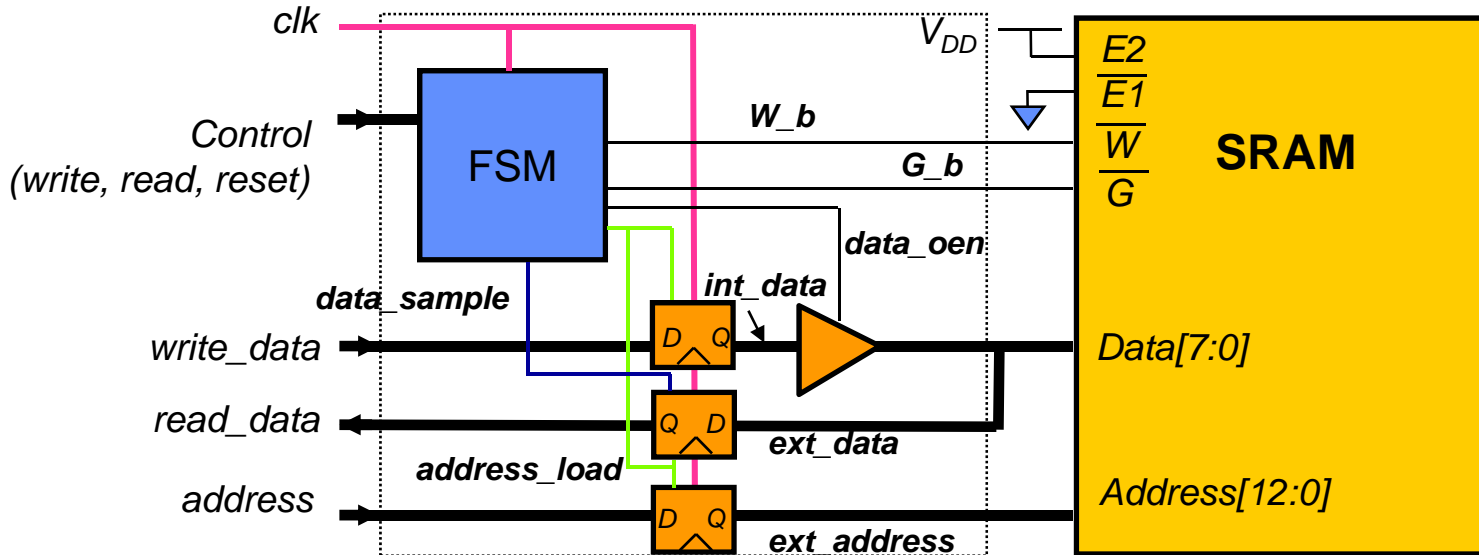 clk
V_DD
E2
E1
W
G
SRAM
Control
(write, read, reset)
FSM
W_b
G_b
data_oen
data_sample
int_data
write_data
D Q
Data[7:0]
read_data
Q D
ext_data
address_load
address
D Q
ext_address
Address[12:0]